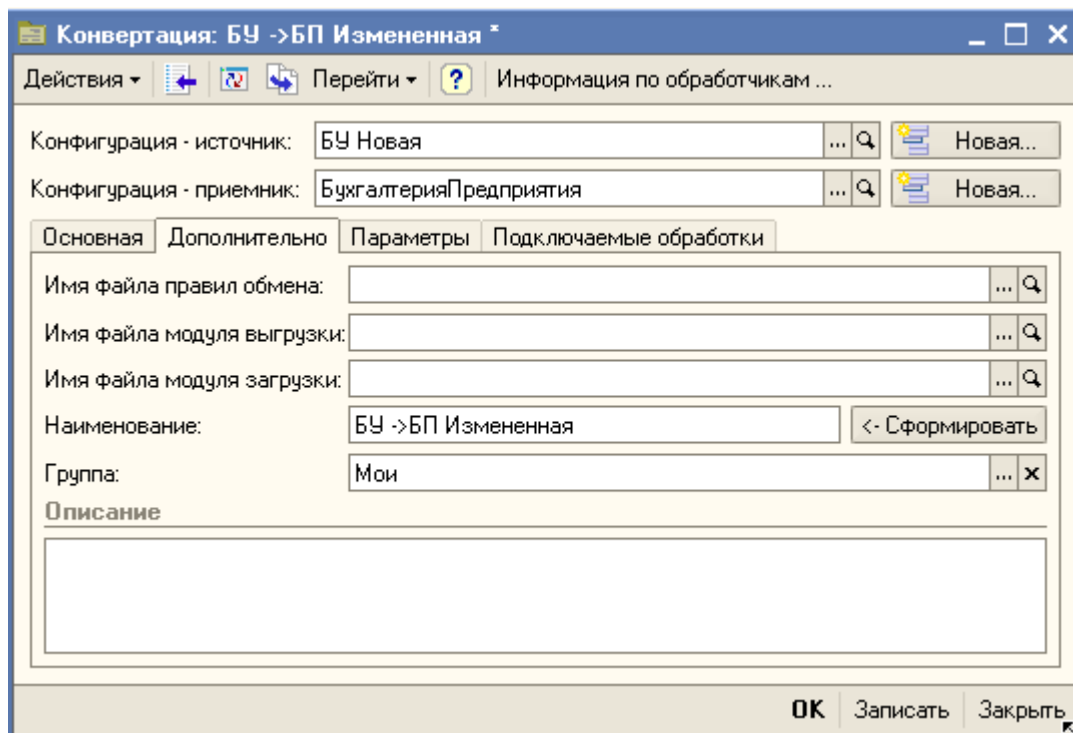 Конвертация: БУ ->БП Измененная *
Действия Перейти ? Информация по обработчикам ...
Конфигурация - источник: БУ Новая ... Новая...
Конфигурация - приемник: БухгалтерияПредприятия ... Новая...
Основная Дополнительно Параметры Подключаемые обработки
Имя файла правил обмена: ...
Имя файла модуля выгрузки: ...
Имя файла модуля загрузки: ...
Наименование: БУ ->БП Измененная <- Сформировать
Группа: Мои ... x
Описание
OK Записать Закрыть